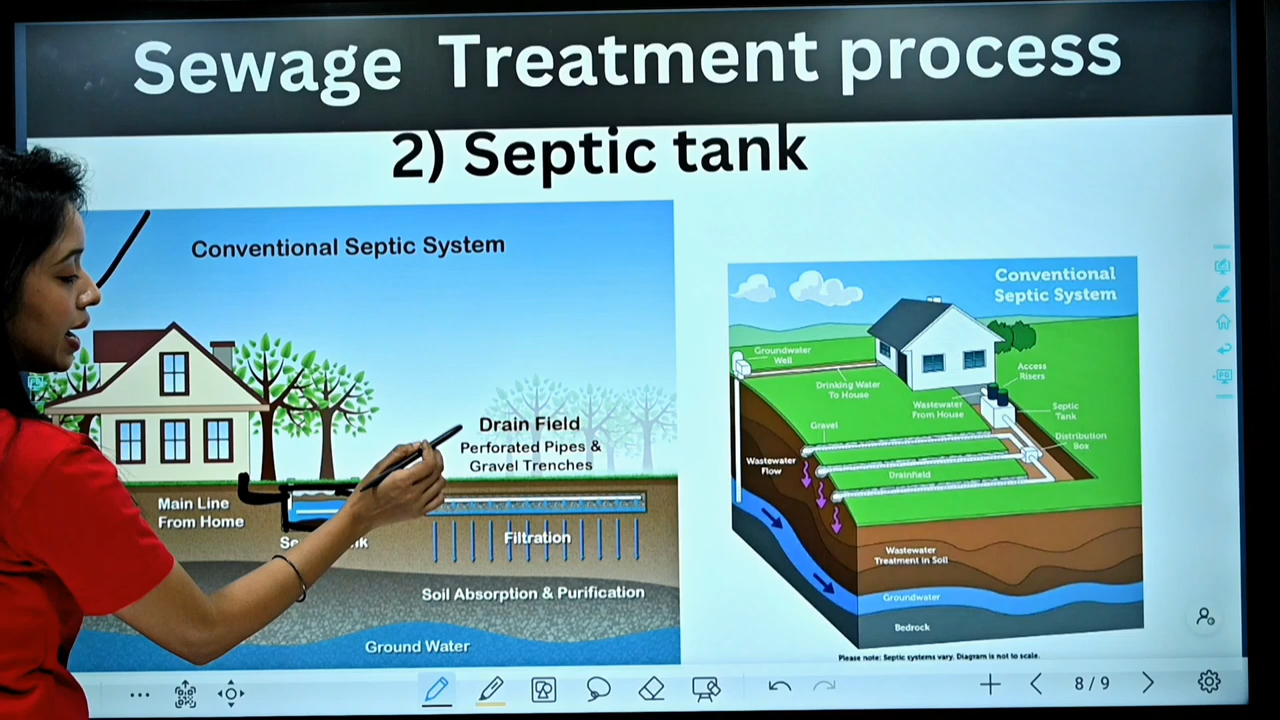 Sewage Treatment process
2) Septic tank
Conventional Septic System
Drain Field
Perforated Pipes &
Gravel Trenches
Main Line
From Home
Filtration
Soil Absorption & Purification
Ground Water
Conventional
Septic System
Groundwater
Well
Drinking Water
To House
Access
Risers
Wastewater
From House
Septic
Tank
Gravel
Distribution
Box
Wastewater
Flow
Drainfield
Wastewater
Treatment in Soil
Groundwater
Bedrock
Please note: Septic systems vary. Diagram is not to scale.
8 / 9